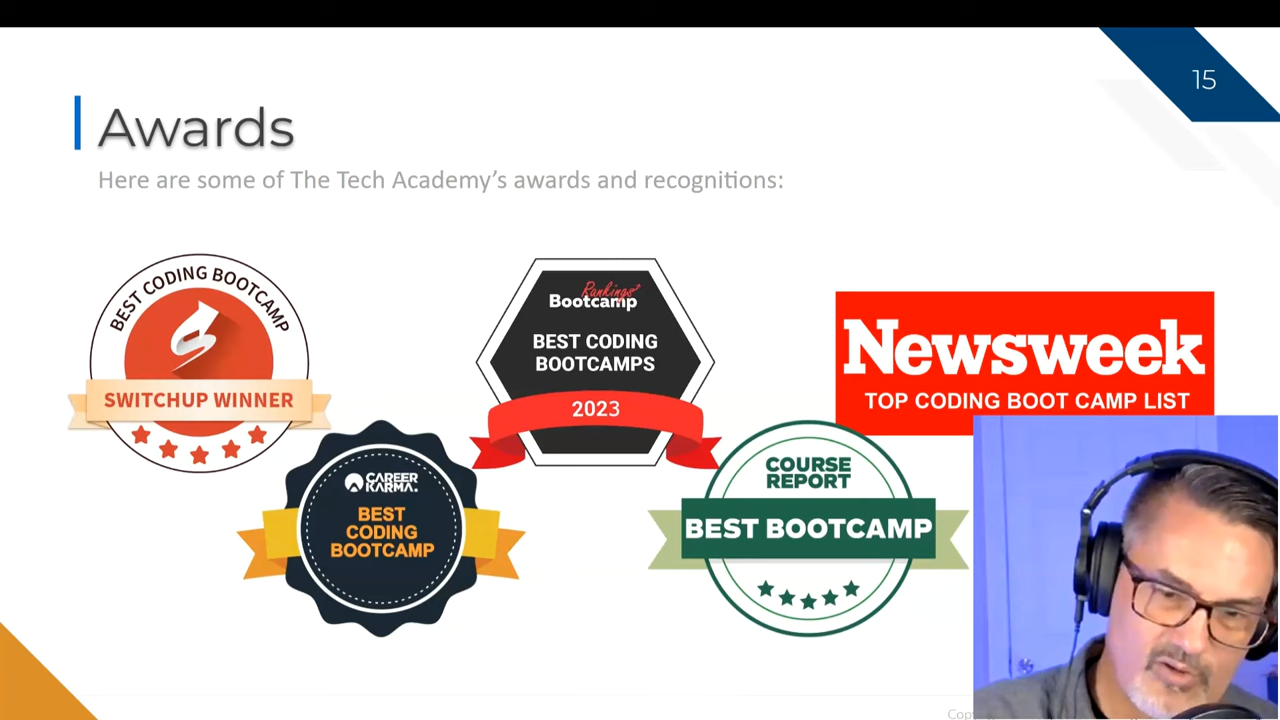 15
Awards
Here are some of The Tech Academy’s awards and recognitions:
BEST CODING BOOTCAMP
SWITCHUP WINNER
Rankings
Bootcamp
BEST CODING
BOOTCAMPS
2023
Newsweek
TOP CODING BOOT CAMP LIST
CAREER
KARMA.
BEST
CODING
BOOTCAMP
COURSE
REPORT
BEST BOOTCAMP